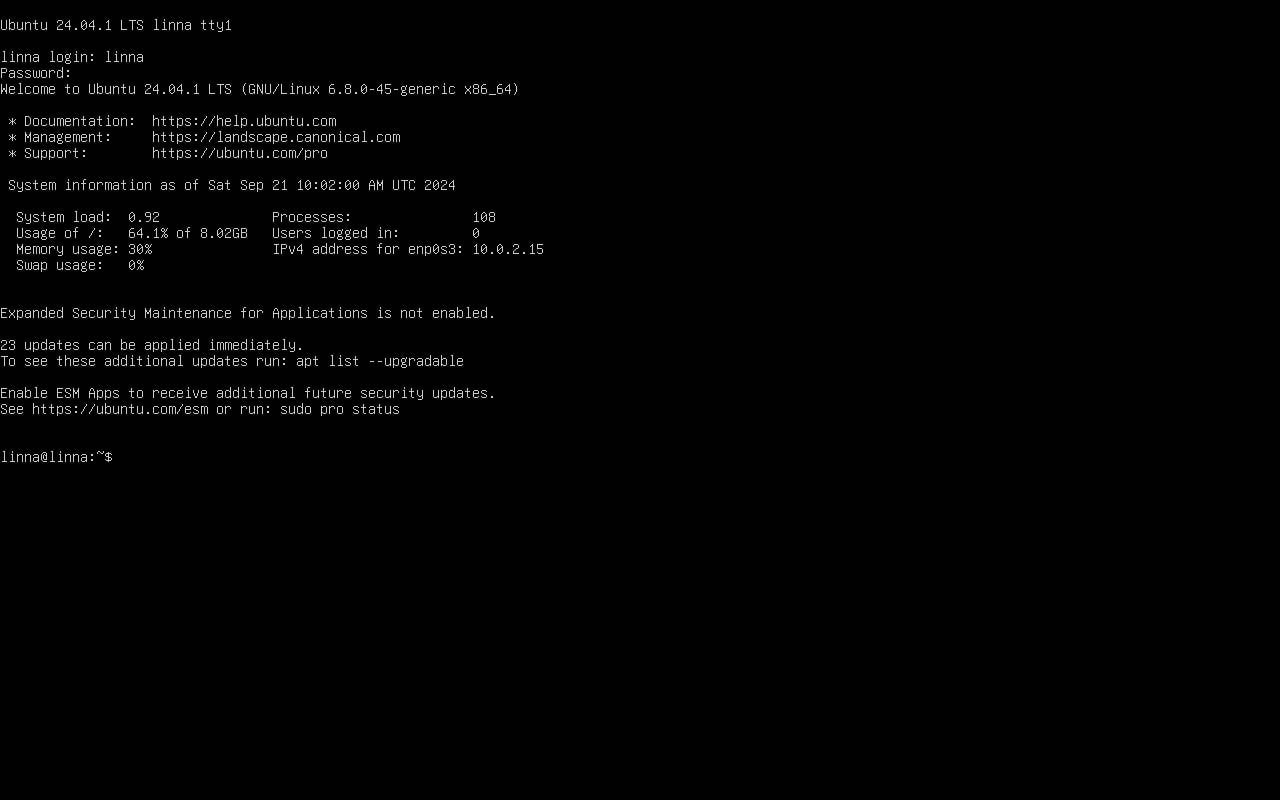 Ubuntu 24.04.1 LTS linna tty1
linna login: linna
Password:
Welcome to Ubuntu 24.04.1 LTS (GNU/Linux 6.8.0-45-generic x86_64)
* Documentation:  https://help.ubuntu.com
* Management:     https://landscape.canonical.com
* Support:        https://ubuntu.com/pro
System information as of Sat Sep 21 10:02:00 AM UTC 2024
System load:  0.92              Processes:               108
Usage of /:   64.1% of 8.02GB   Users logged in:         0
Memory usage: 30%               IPv4 address for enp0s3: 10.0.2.15
Swap usage:   0%
Expanded Security Maintenance for Applications is not enabled.
23 updates can be applied immediately.
To see these additional updates run: apt list --upgradable
Enable ESM Apps to receive additional future security updates.
See https://ubuntu.com/esm or run: sudo pro status
linna@linna:~$